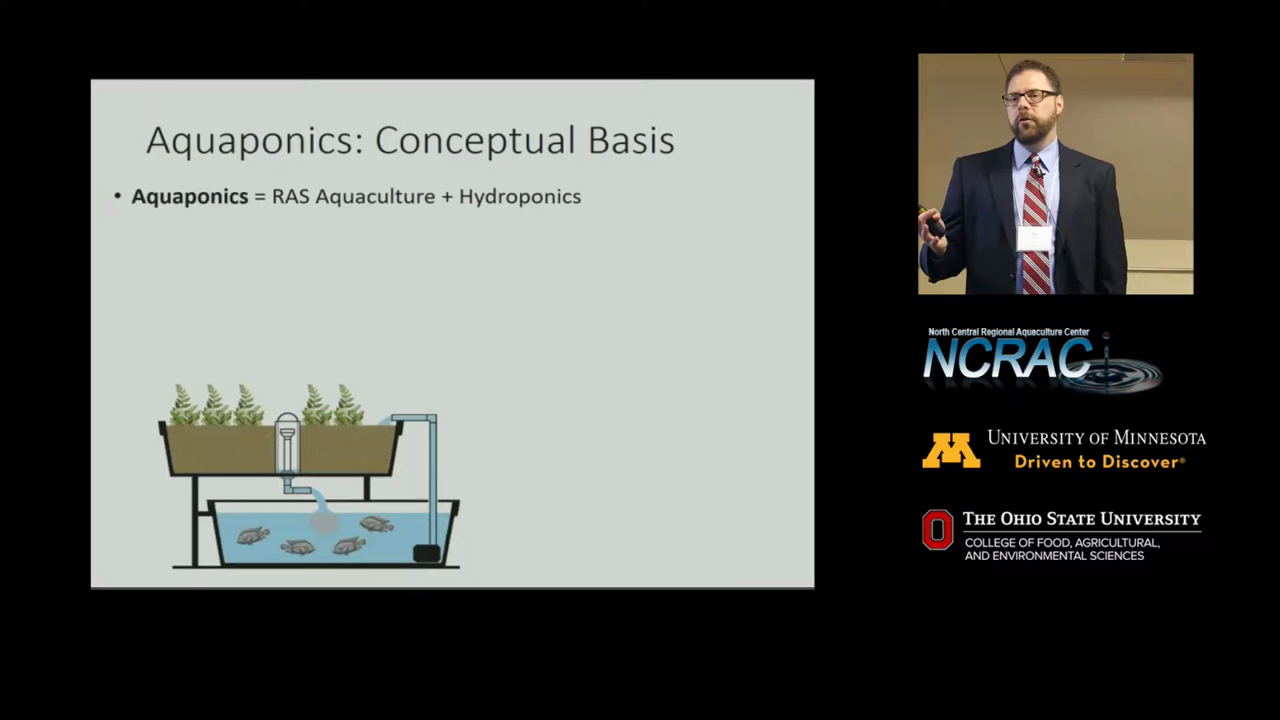 Aquaponics: Conceptual Basis
• Aquaponics = RAS Aquaculture + Hydroponics
North Central Regional Aquaculture Center
NCRAC
M
UNIVERSITY OF MINNESOTA
Driven to Discover®
O
THE OHIO STATE UNIVERSITY
COLLEGE OF FOOD, AGRICULTURAL,
AND ENVIRONMENTAL SCIENCES